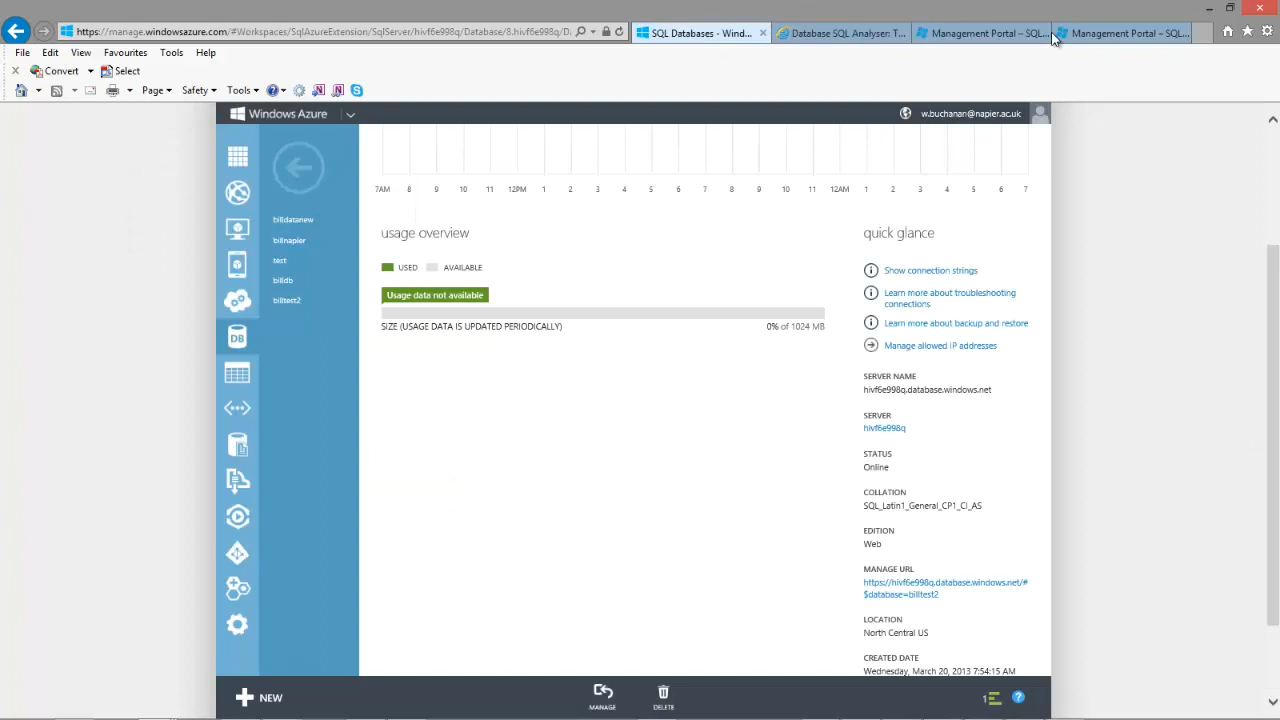 https://manage.windowsazure.com/#Workspaces/SqlAzureExtension/SqlServer/hivf6e998q/Database/8.hivf6e998q/D
SQL Databases - Wind...
Database SQL Analyser: T...
Management Portal – SQL...
Management Portal – SQL...
File Edit View Favourites Tools Help
Convert Select
Page Safety Tools
Windows Azure
w.buchanan@napier.ac.uk
billdatanew
billnapier
test
billdb
billtest2
7AM 8 9 10 11 12PM 1 2 3 4 5 6 7 8 9 10 11 12AM 1 2 3 4 5 6 7
usage overview
USED AVAILABLE
Usage data not available
SIZE (USAGE DATA IS UPDATED PERIODICALLY) 0% of 1024 MB
quick glance
Show connection strings
Learn more about troubleshooting
connections
Learn more about backup and restore
Manage allowed IP addresses
SERVER NAME
hivf6e998q.database.windows.net
SERVER
hivf6e998q
STATUS
Online
COLLATION
SQL_Latin1_General_CP1_CI_AS
EDITION
Web
MANAGE URL
https://hivf6e998q.database.windows.net/#
$database=billtest2
LOCATION
North Central US
CREATED DATE
Wednesday, March 20, 2013 7:54:15 AM
DB
NEW
MANAGE
DELETE
1